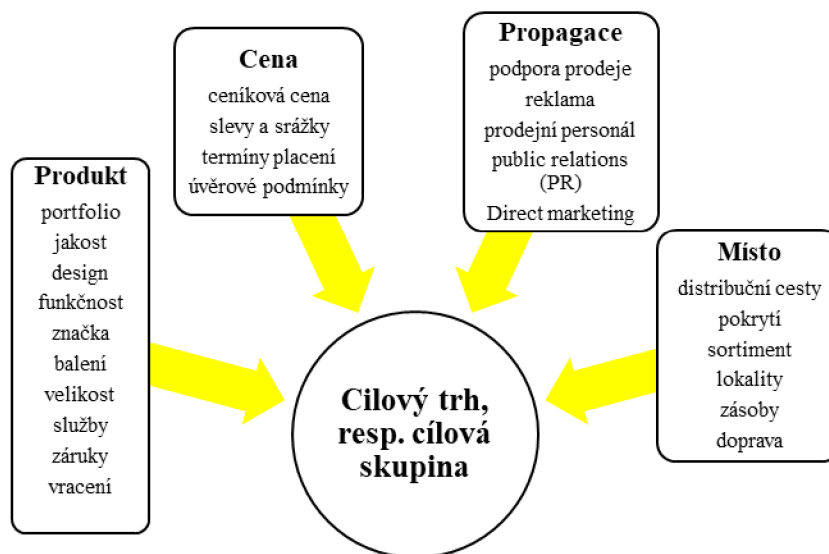 Produkt
portfolio
jakost
design
funkčnost
značka
balení
velikost
služby
záruky
vracení
Cena
ceníková cena
slevy a srážky
termíny placení
úvěrové podmínky
Propagace
podpora prodeje
reklama
prodejní personál
public relations
(PR)
Direct marketing
Místo
distribuční cesty
pokrytí
sortiment
lokality
zásoby
doprava
Cilový trh,
resp. cílová
skupina